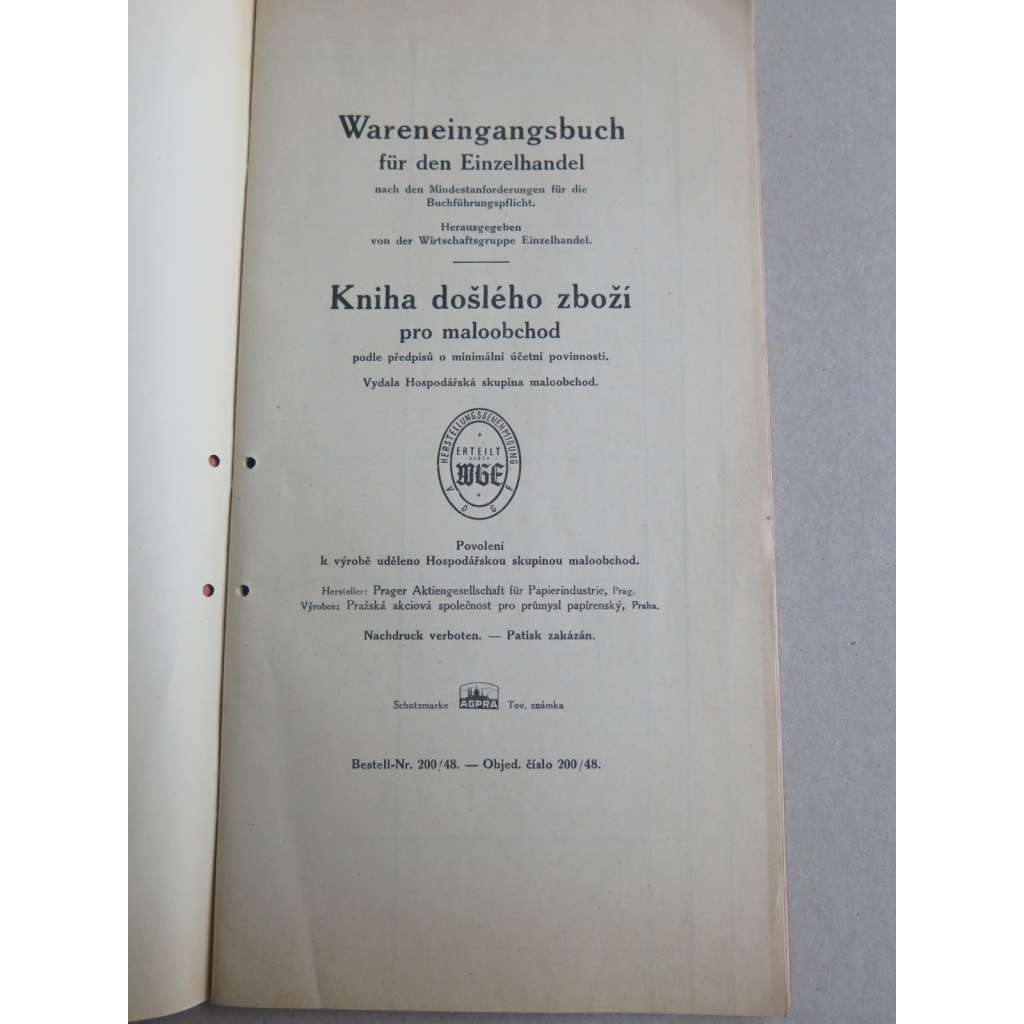 Wareneingangsbuch
für den Einzelhandel
nach den Mindestanforderungen für die
Buchführungspflicht.
Herausgegeben
von der Wirtschaftsgruppe Einzelhandel.
Kniha došlého zboží
pro maloobchod
podle předpisů o minimální účetní povinnosti.
Vydala Hospodářská skupina maloobchod.
HERSTELLUNGSGENEHMIGUNG
ERTEILT
DURCH
WGE
V D G F
Povolení
k výrobě uděleno Hospodářskou skupinou maloobchod.
Hersteller: Prager Aktiengesellschaft für Papierindustrie, Prag.
Výrobce: Pražská akciová společnost pro průmysl papírenský, Praha.
Nachdruck verboten. — Patisk zakázán.
Schutzmarke AGPRA Tov. známka
Bestell-Nr. 200/48. — Objed. číslo 200/48.